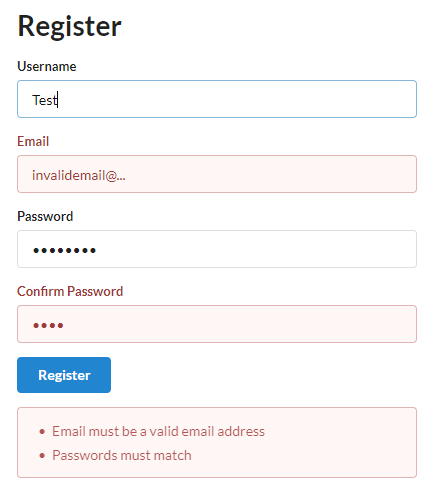 Register
Username
Test
Email
invalidemail@...
Password
••••••••
Confirm Password
••••
Register
• Email must be a valid email address
• Passwords must match